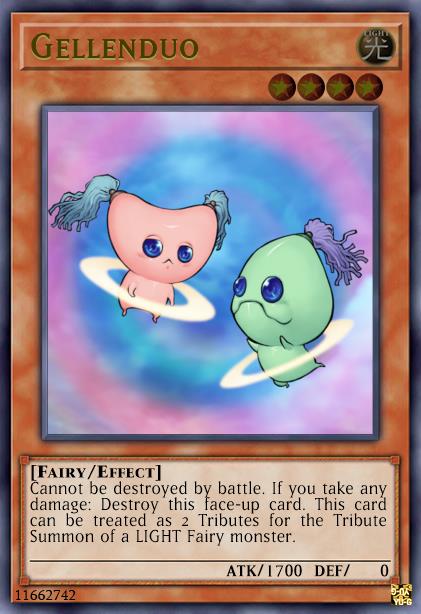 Gellenduo
LIGHT
光
[Fairy/Effect]
Cannot be destroyed by battle. If you take any
damage: Destroy this face-up card. This card
can be treated as 2 Tributes for the Tribute
Summon of a LIGHT Fairy monster.
ATK/1700 DEF/ 0
11662742